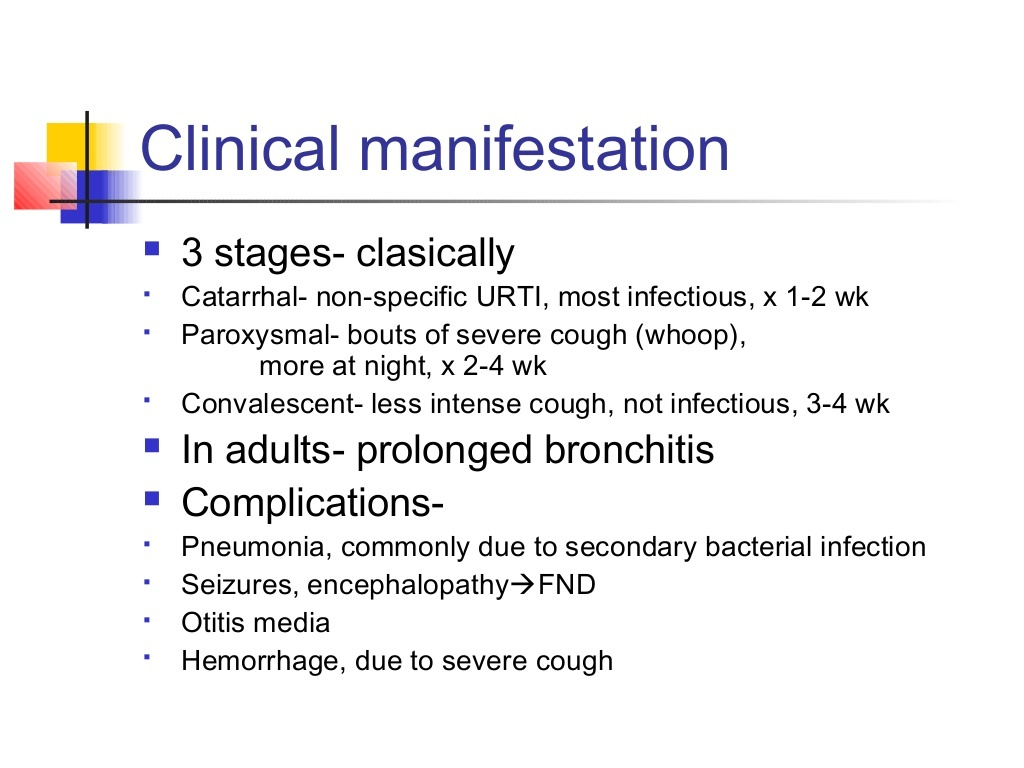 Clinical manifestation
3 stages- clasically
Catarrhal- non-specific URTI, most infectious, x 1-2 wk
Paroxysmal- bouts of severe cough (whoop),
more at night, x 2-4 wk
Convalescent- less intense cough, not infectious, 3-4 wk
In adults- prolonged bronchitis
Complications-
Pneumonia, commonly due to secondary bacterial infection
Seizures, encephalopathy→FND
Otitis media
Hemorrhage, due to severe cough